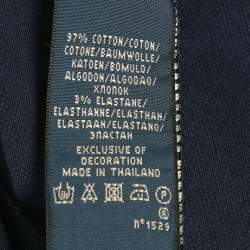 97% COTTON/COTON/
COTONE/BAUMWOLLE/
KATOEN/BOMULD/
ALGODON/ALGODAO/
ХЛОПОК
3% ELASTANE/
ELASTHANNE/ELASTHAN/
ELASTAAN/ELASTANO/
ЭЛАСТАН
EXCLUSIVE OF
DECORATION
MADE IN THAILAND
n°1529